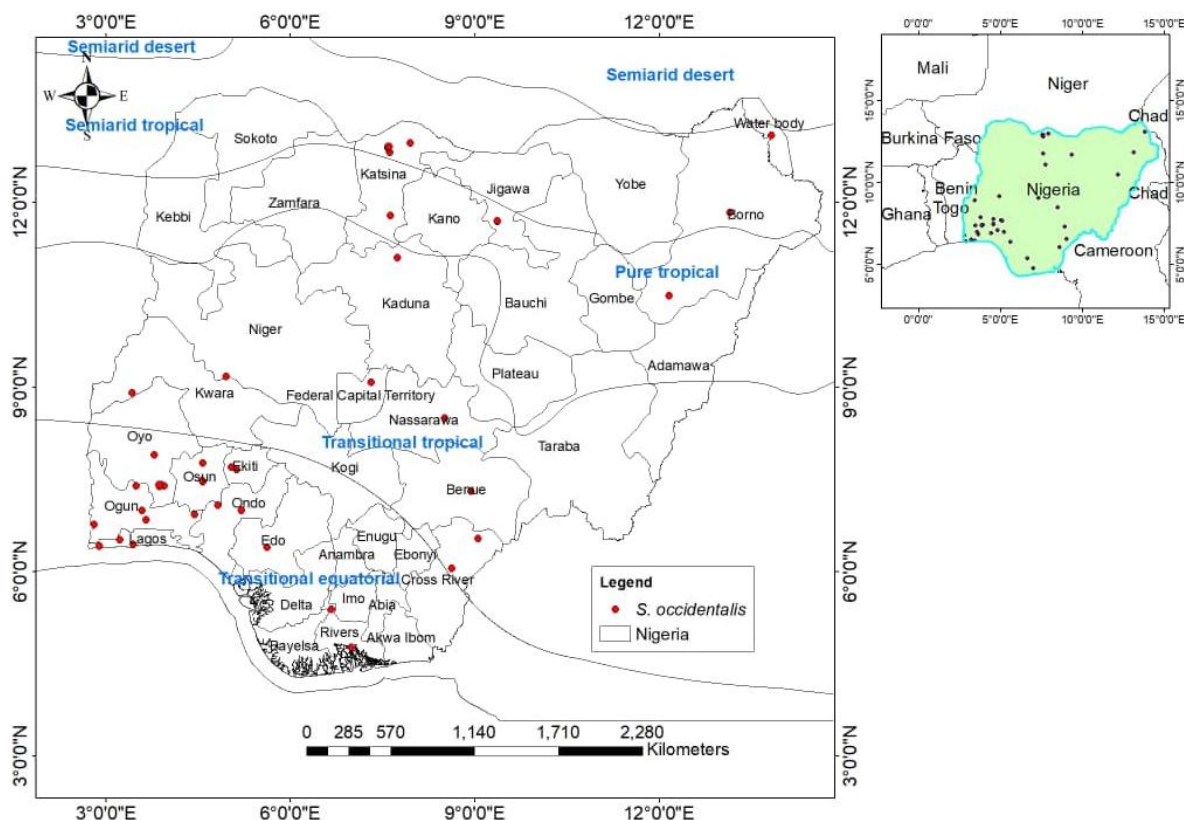 3°0'0"E 6°0'0"E 9°0'0"E 12°0'0"E
Semiarid desert
N
W E
S
Semiarid desert
Semiarid tropical
Water body
Sokoto
Katsina
Jigawa
Yobe
Zamfara
Kebbi
Kano
Borno
Pure tropical
Kaduna
Bauchi
Gombe
Niger
Adamawa
Plateau
Kwara
Federal Capital Territory
Nassarawa
Oyo
Transitional tropical
Taraba
Kogi
Osun
Ekiti
Benue
Ogun
Ondo
Lagos
Edo
Enugu
Anambra
Ebonyi
Transitional equatorial
Cross River
Delta
Imo
Abia
Rivers
Bayelsa
Akwa Ibom
Legend
S. occidentalis
Nigeria
0 285 570 1,140 1,710 2,280
Kilometers
12°0'0"N
9°0'0"N
6°0'0"N
3°0'0"N
12°0'0"N
9°0'0"N
6°0'0"N
3°0'0"N
3°0'0"E 6°0'0"E 9°0'0"E 12°0'0"E
0°0'0" 5°0'0"E 10°0'0"E 15°0'0"E
Mali
Niger
Chad
Burkina Faso
Benin
Nigeria
Togo
Ghana
Chad
Cameroon
15°0'0"N
10°0'0"N
5°0'0"N
15°0'0"N
10°0'0"N
5°0'0"N
0°0'0" 5°0'0"E 10°0'0"E 15°0'0"E